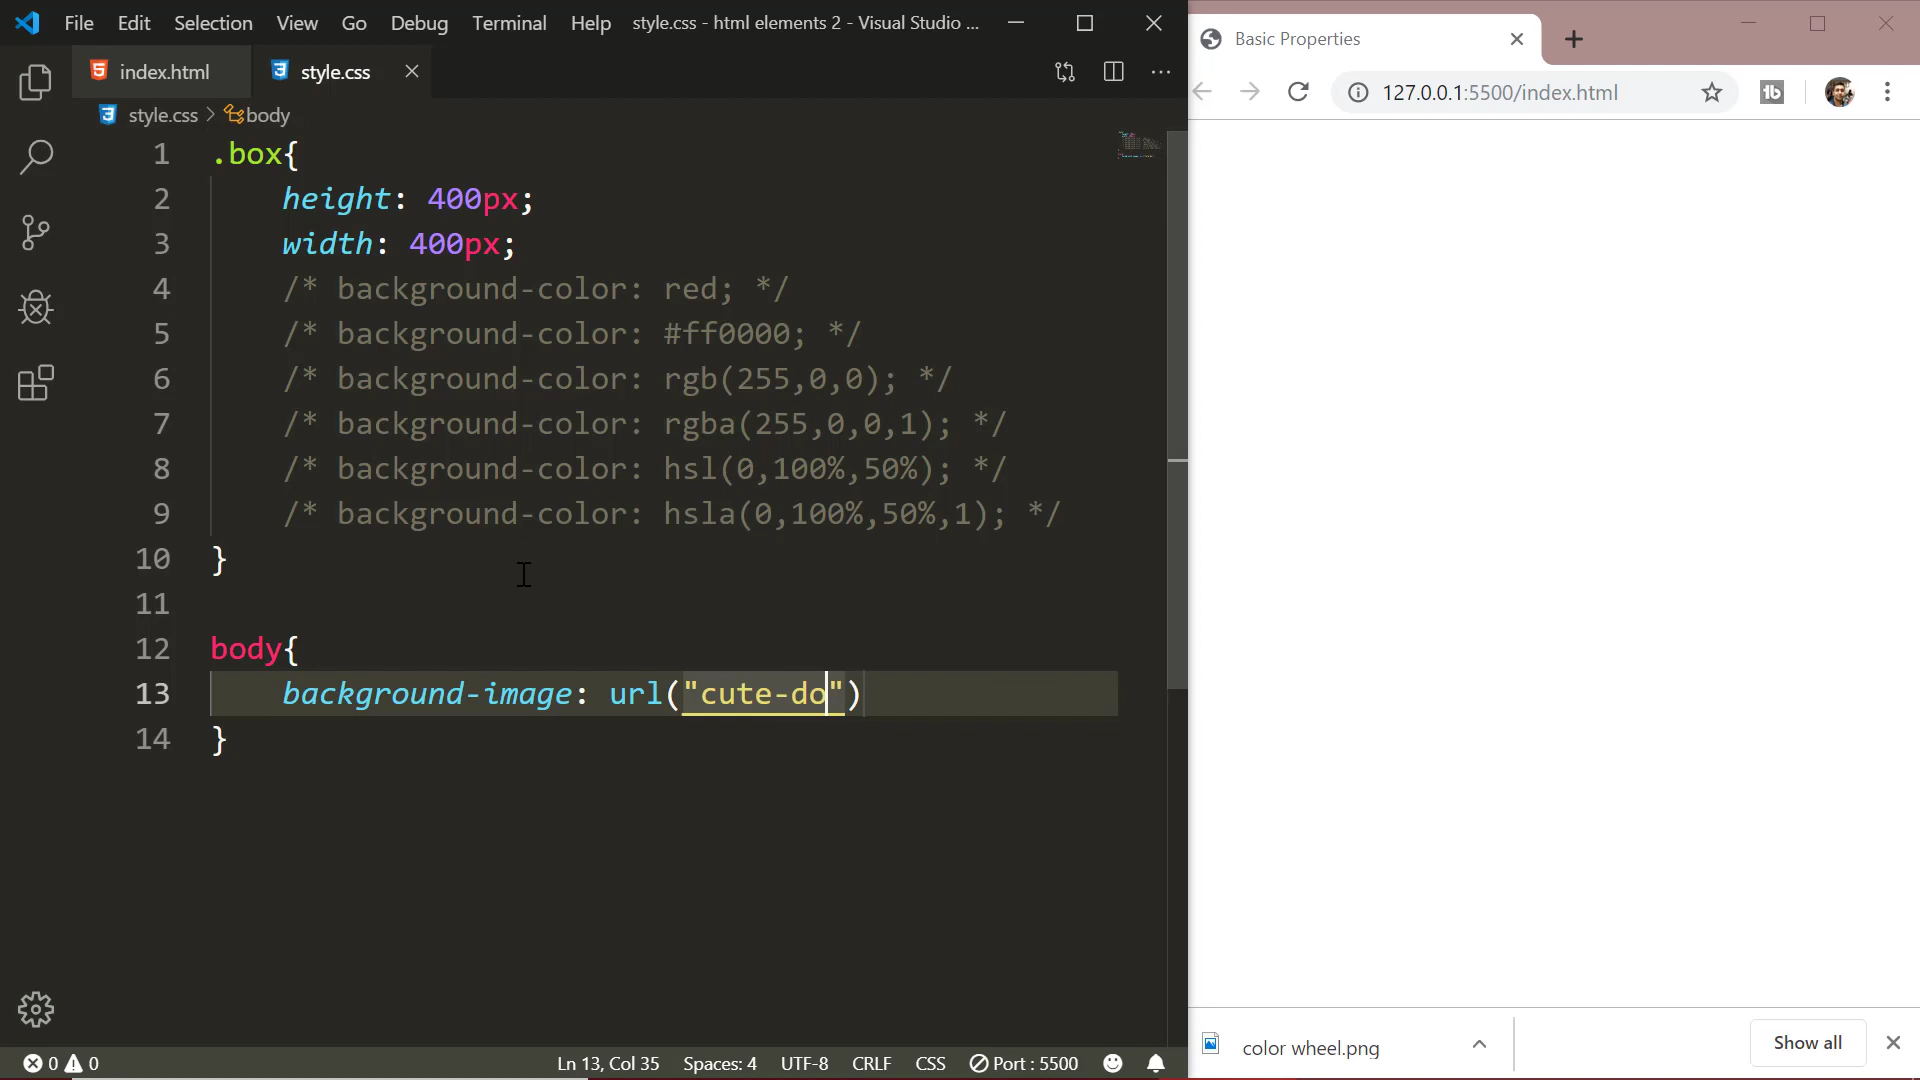 File Edit Selection View Go Debug Terminal Help style.css - html elements 2 - Visual Studio ...
index.html style.css
style.css > body
1 .box{
2 height: 400px;
3 width: 400px;
4 /* background-color: red; */
5 /* background-color: #ff0000; */
6 /* background-color: rgb(255,0,0); */
7 /* background-color: rgba(255,0,0,1); */
8 /* background-color: hsl(0,100%,50%); */
9 /* background-color: hsla(0,100%,50%,1); */
10 }
11
12 body{
13 background-image: url("cute-do")
14 }
0 0 Ln 13, Col 35 Spaces: 4 UTF-8 CRLF CSS Port : 5500
Basic Properties
127.0.0.1:5500/index.html
color wheel.png Show all